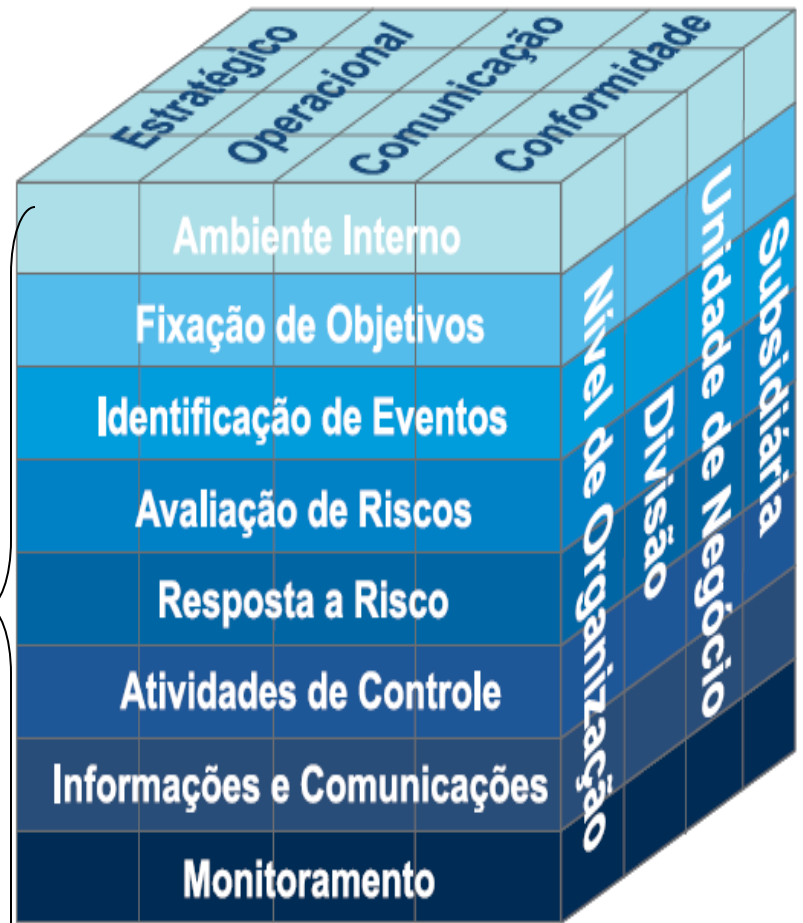 Estratégico
Operacional
Comunicação
Conformidade
Ambiente Interno
Fixação de Objetivos
Identificação de Eventos
Avaliação de Riscos
Resposta a Risco
Atividades de Controle
Informações e Comunicações
Monitoramento
Nível de Organização
Divisão
Unidade de Negócio
Subsidiária